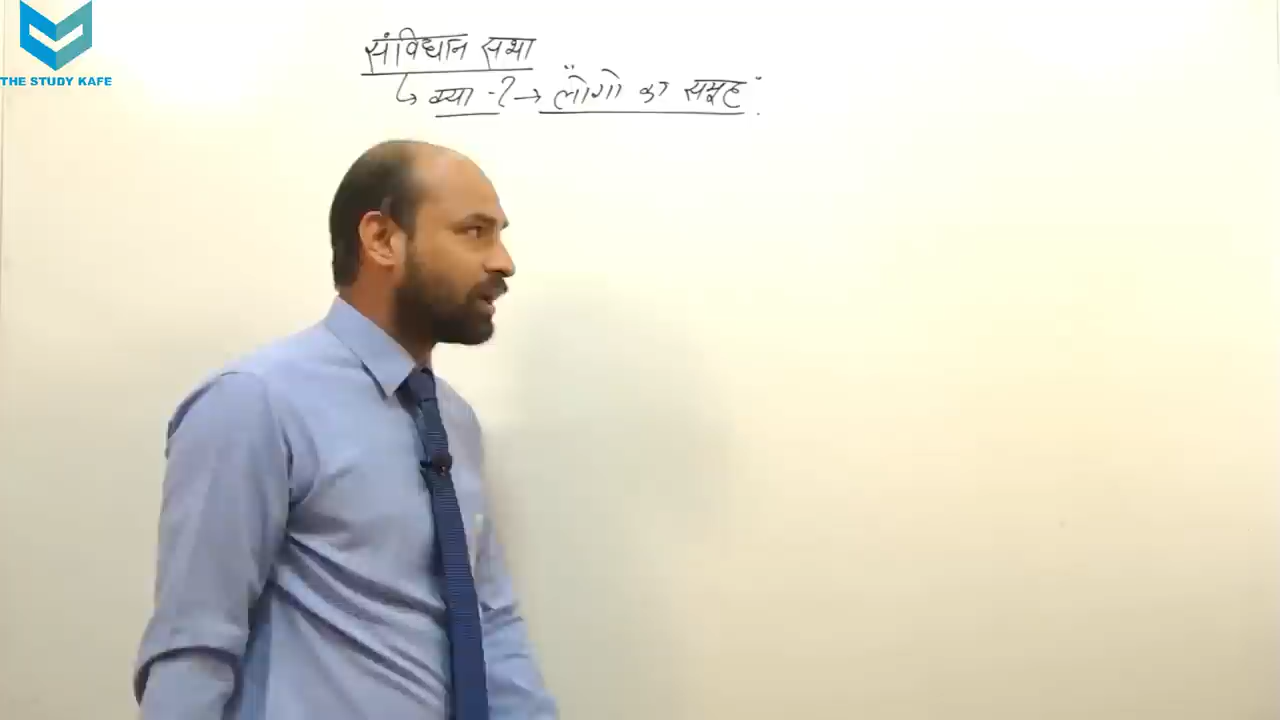 THE STUDY KAFE
संविधान सभा
↳ क्या -? → "लोगो का समूह"